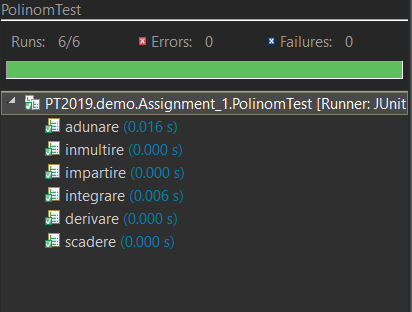 PolinomTest
Runs: 6/6 Errors: 0 Failures: 0
PT2019.demo.Assignment_1.PolinomTest [Runner: JUnit
adunare (0.016 s)
inmultire (0.000 s)
impartire (0.000 s)
integrare (0.006 s)
derivare (0.000 s)
scadere (0.000 s)